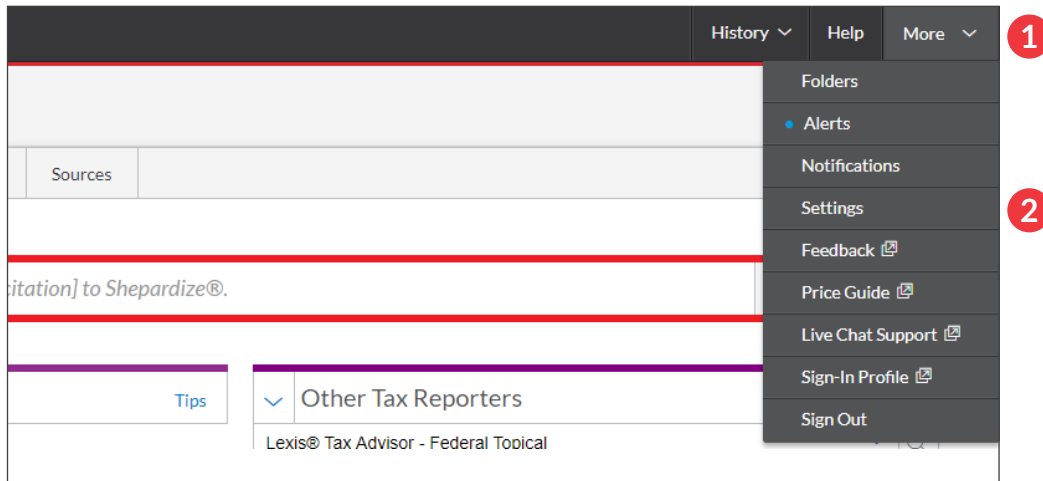 History Help More 1
Folders
Alerts
Notifications
Sources
Settings 2
Feedback
itation] to Shepardize®.
Price Guide
Live Chat Support
Sign-In Profile
Tips Other Tax Reporters
Sign Out
Lexis® Tax Advisor - Federal Topical